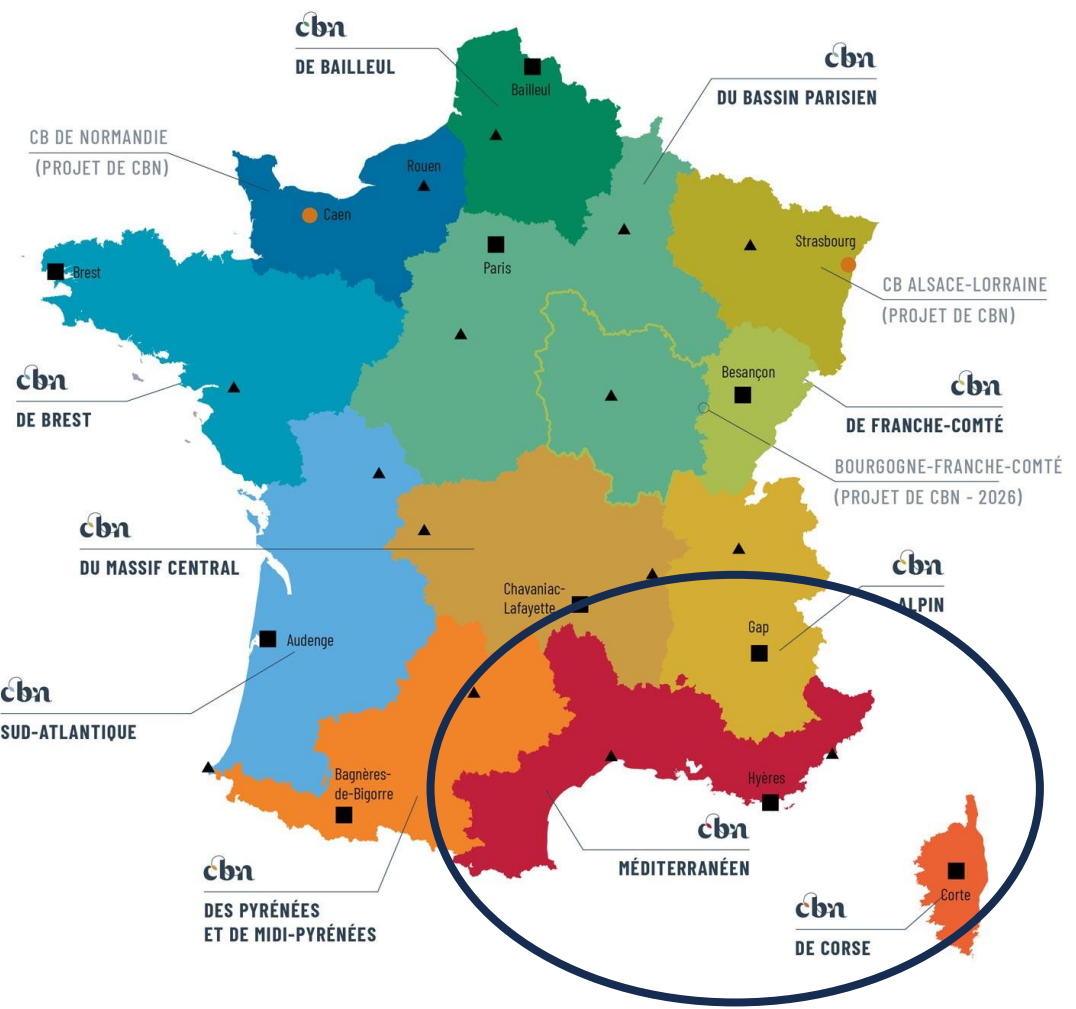 cbn
DE BAILLEUL
cbn
DU BASSIN PARISIEN
Bailleul
CB DE NORMANDIE
(PROJET DE CBN)
Rouen
Caen
Strasbourg
Paris
Brest
CB ALSACE-LORRAINE
(PROJET DE CBN)
cbn
DE BREST
Besançon
cbn
DE FRANCHE-COMTÉ
BOURGOGNE-FRANCHE-COMTÉ
(PROJET DE CBN - 2026)
cbn
DU MASSIF CENTRAL
cbn
ALPIN
Chavaniac-
Lafayette
Gap
Audenge
cbn
SUD-ATLANTIQUE
Bagnères-
de-Bigorre
Hyères
cbn
MÉDITERRANÉEN
cbn
DES PYRÉNÉES
ET DE MIDI-PYRÉNÉES
Corte
cbn
DE CORSE